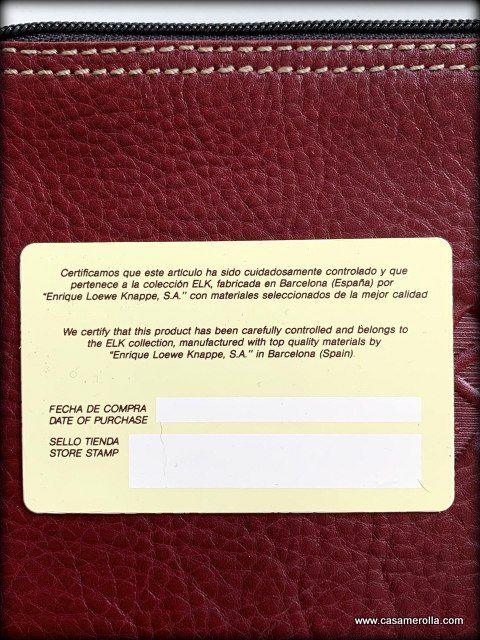 Certificamos que este artículo ha sido cuidadosamente controlado y que
pertenece a la colección ELK, fabricada en Barcelona (España) por
"Enrique Loewe Knappe, S.A." con materiales seleccionados de la mejor calidad
We certify that this product has been carefully controlled and belongs to
the ELK collection, manufactured with top quality materials by
"Enrique Loewe Knappe, S.A." in Barcelona (Spain).
FECHA DE COMPRA
DATE OF PURCHASE
SELLO TIENDA
STORE STAMP
www.casamerolla.com